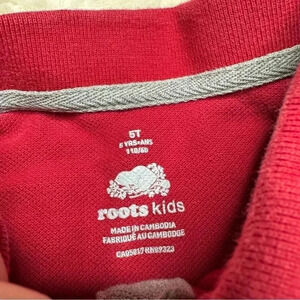 5T
5 YRS•ANS
110/60
roots kids
MADE IN CAMBODIA
FABRIQUÉ AU CAMBODGE